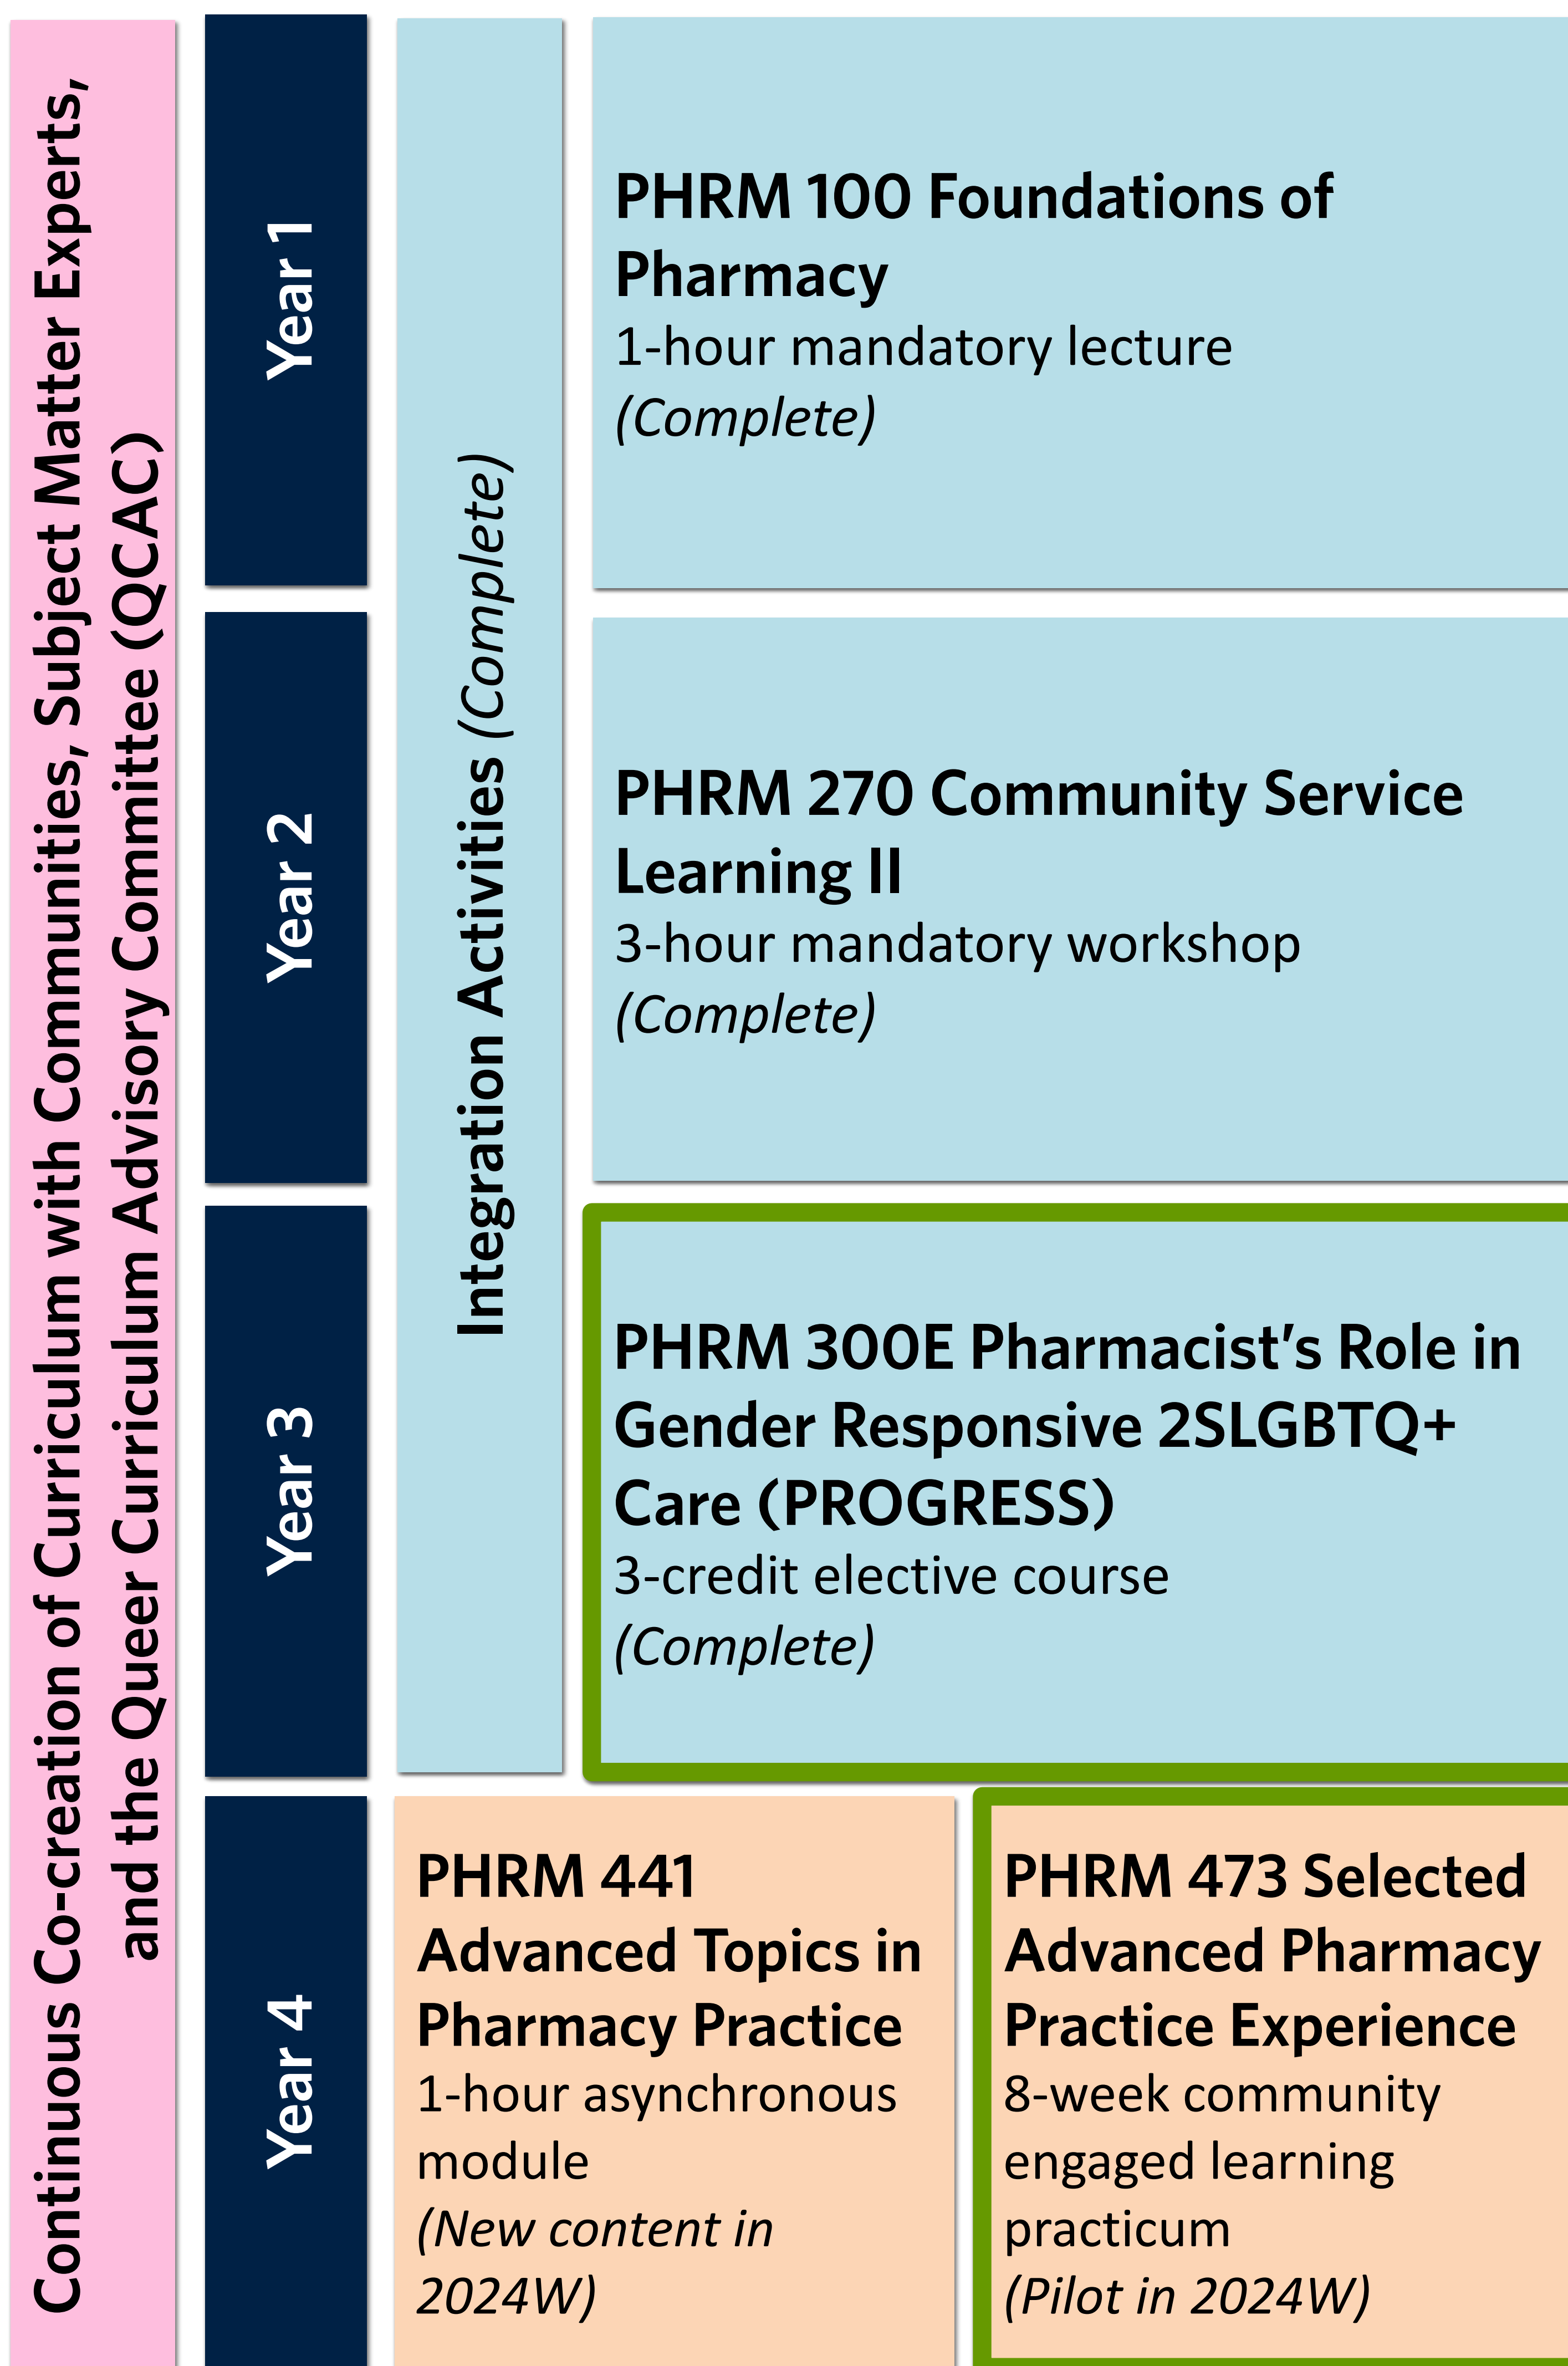 Continuous Co-creation of Curriculum with Communities, Subject Matter Experts,
and the Queer Curriculum Advisory Committee (QCAC)
Year 1
Integration Activities (Complete)
PHRM 100 Foundations of
Pharmacy
1-hour mandatory lecture
(Complete)
Year 2
PHRM 270 Community Service
Learning II
3-hour mandatory workshop
(Complete)
Year 3
PHRM 300E Pharmacist’s Role in
Gender Responsive 2SLGBTQ+
Care (PROGRESS)
3-credit elective course
(Complete)
Year 4
PHRM 441
Advanced Topics in
Pharmacy Practice
1-hour asynchronous
module
(New content in
2024W)
PHRM 473 Selected
Advanced Pharmacy
Practice Experience
8-week community
engaged learning
practicum
(Pilot in 2024W)